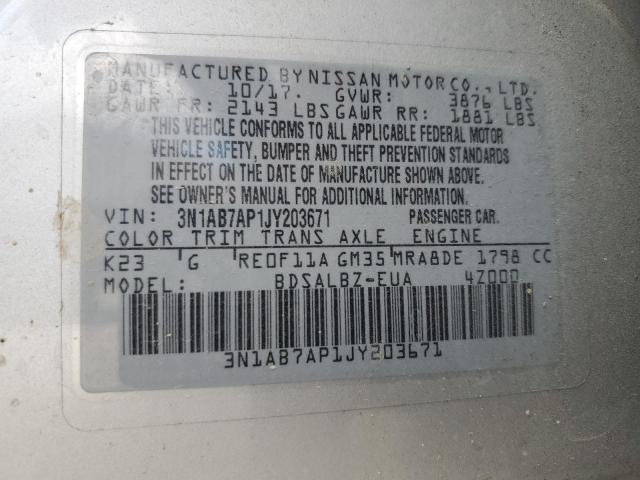 MANUFACTURED BY NISSAN MOTOR CO., LTD.
DATE: 10/17. GVWR: 3876 LBS
GAWR FR: 2143 LBS GAWR RR: 1881 LBS
THIS VEHICLE CONFORMS TO ALL APPLICABLE FEDERAL MOTOR
VEHICLE SAFETY, BUMPER AND THEFT PREVENTION STANDARDS
IN EFFECT ON THE DATE OF MANUFACTURE SHOWN ABOVE.
SEE OWNER'S MANUAL FOR ADDITIONAL INFORMATION.
VIN: 3N1AB7AP1JY203671 PASSENGER CAR.
COLOR TRIM TRANS AXLE ENGINE
K23 G RE0F11A GM35 MRA8DE 1798 CC
MODEL: BDSALBZ-EUA 4Z000
3N1AB7AP1JY203671